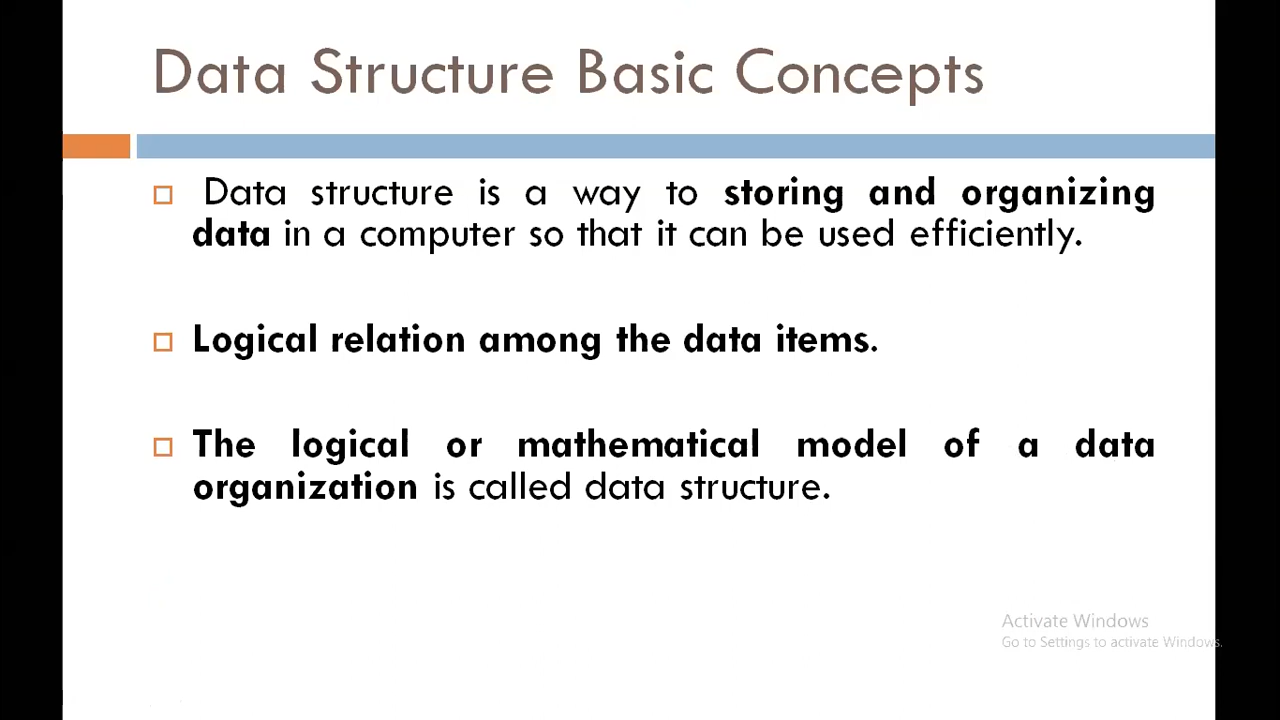 Data Structure Basic Concepts
Data structure is a way to storing and organizing
data in a computer so that it can be used efficiently.
Logical relation among the data items.
The logical or mathematical model of a data
organization is called data structure.
Activate Windows
Go to Settings to activate Windows.